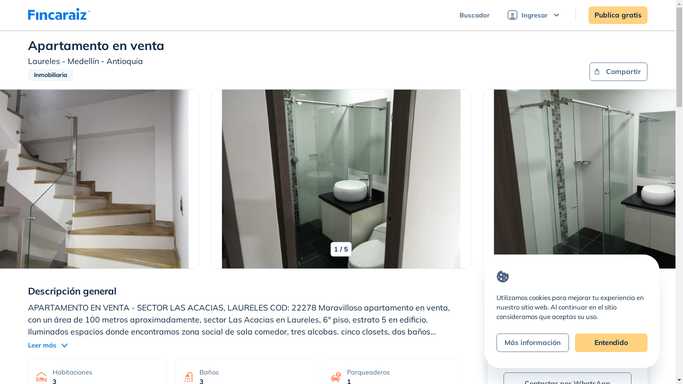 Fincaraiz
Buscador
Ingresar
Publica gratis
Apartamento en venta
Laureles - Medellín - Antioquia
Inmobiliaria
Compartir
1 / 5
Descripción general
APARTAMENTO EN VENTA - SECTOR LAS ACACIAS, LAURELES COD: 22278 Maravilloso apartamento en venta,
con un área de 100 metros aproximadamente, sector Las Acacias en Laureles, 6° piso, estrato 5 en edificio,
Iluminados espacios donde encontramos zona social de sala comedor, tres alcobas, cinco closets, dos baños...
Leer más
Habitaciones
3
Baños
3
Parqueaderos
1
Utilizamos cookies para mejorar tu experiencia en
nuestro sitio web. Al continuar en el sitio
consideramos que aceptas su uso.
Más información
Entendido
Contactar por WhatsApp